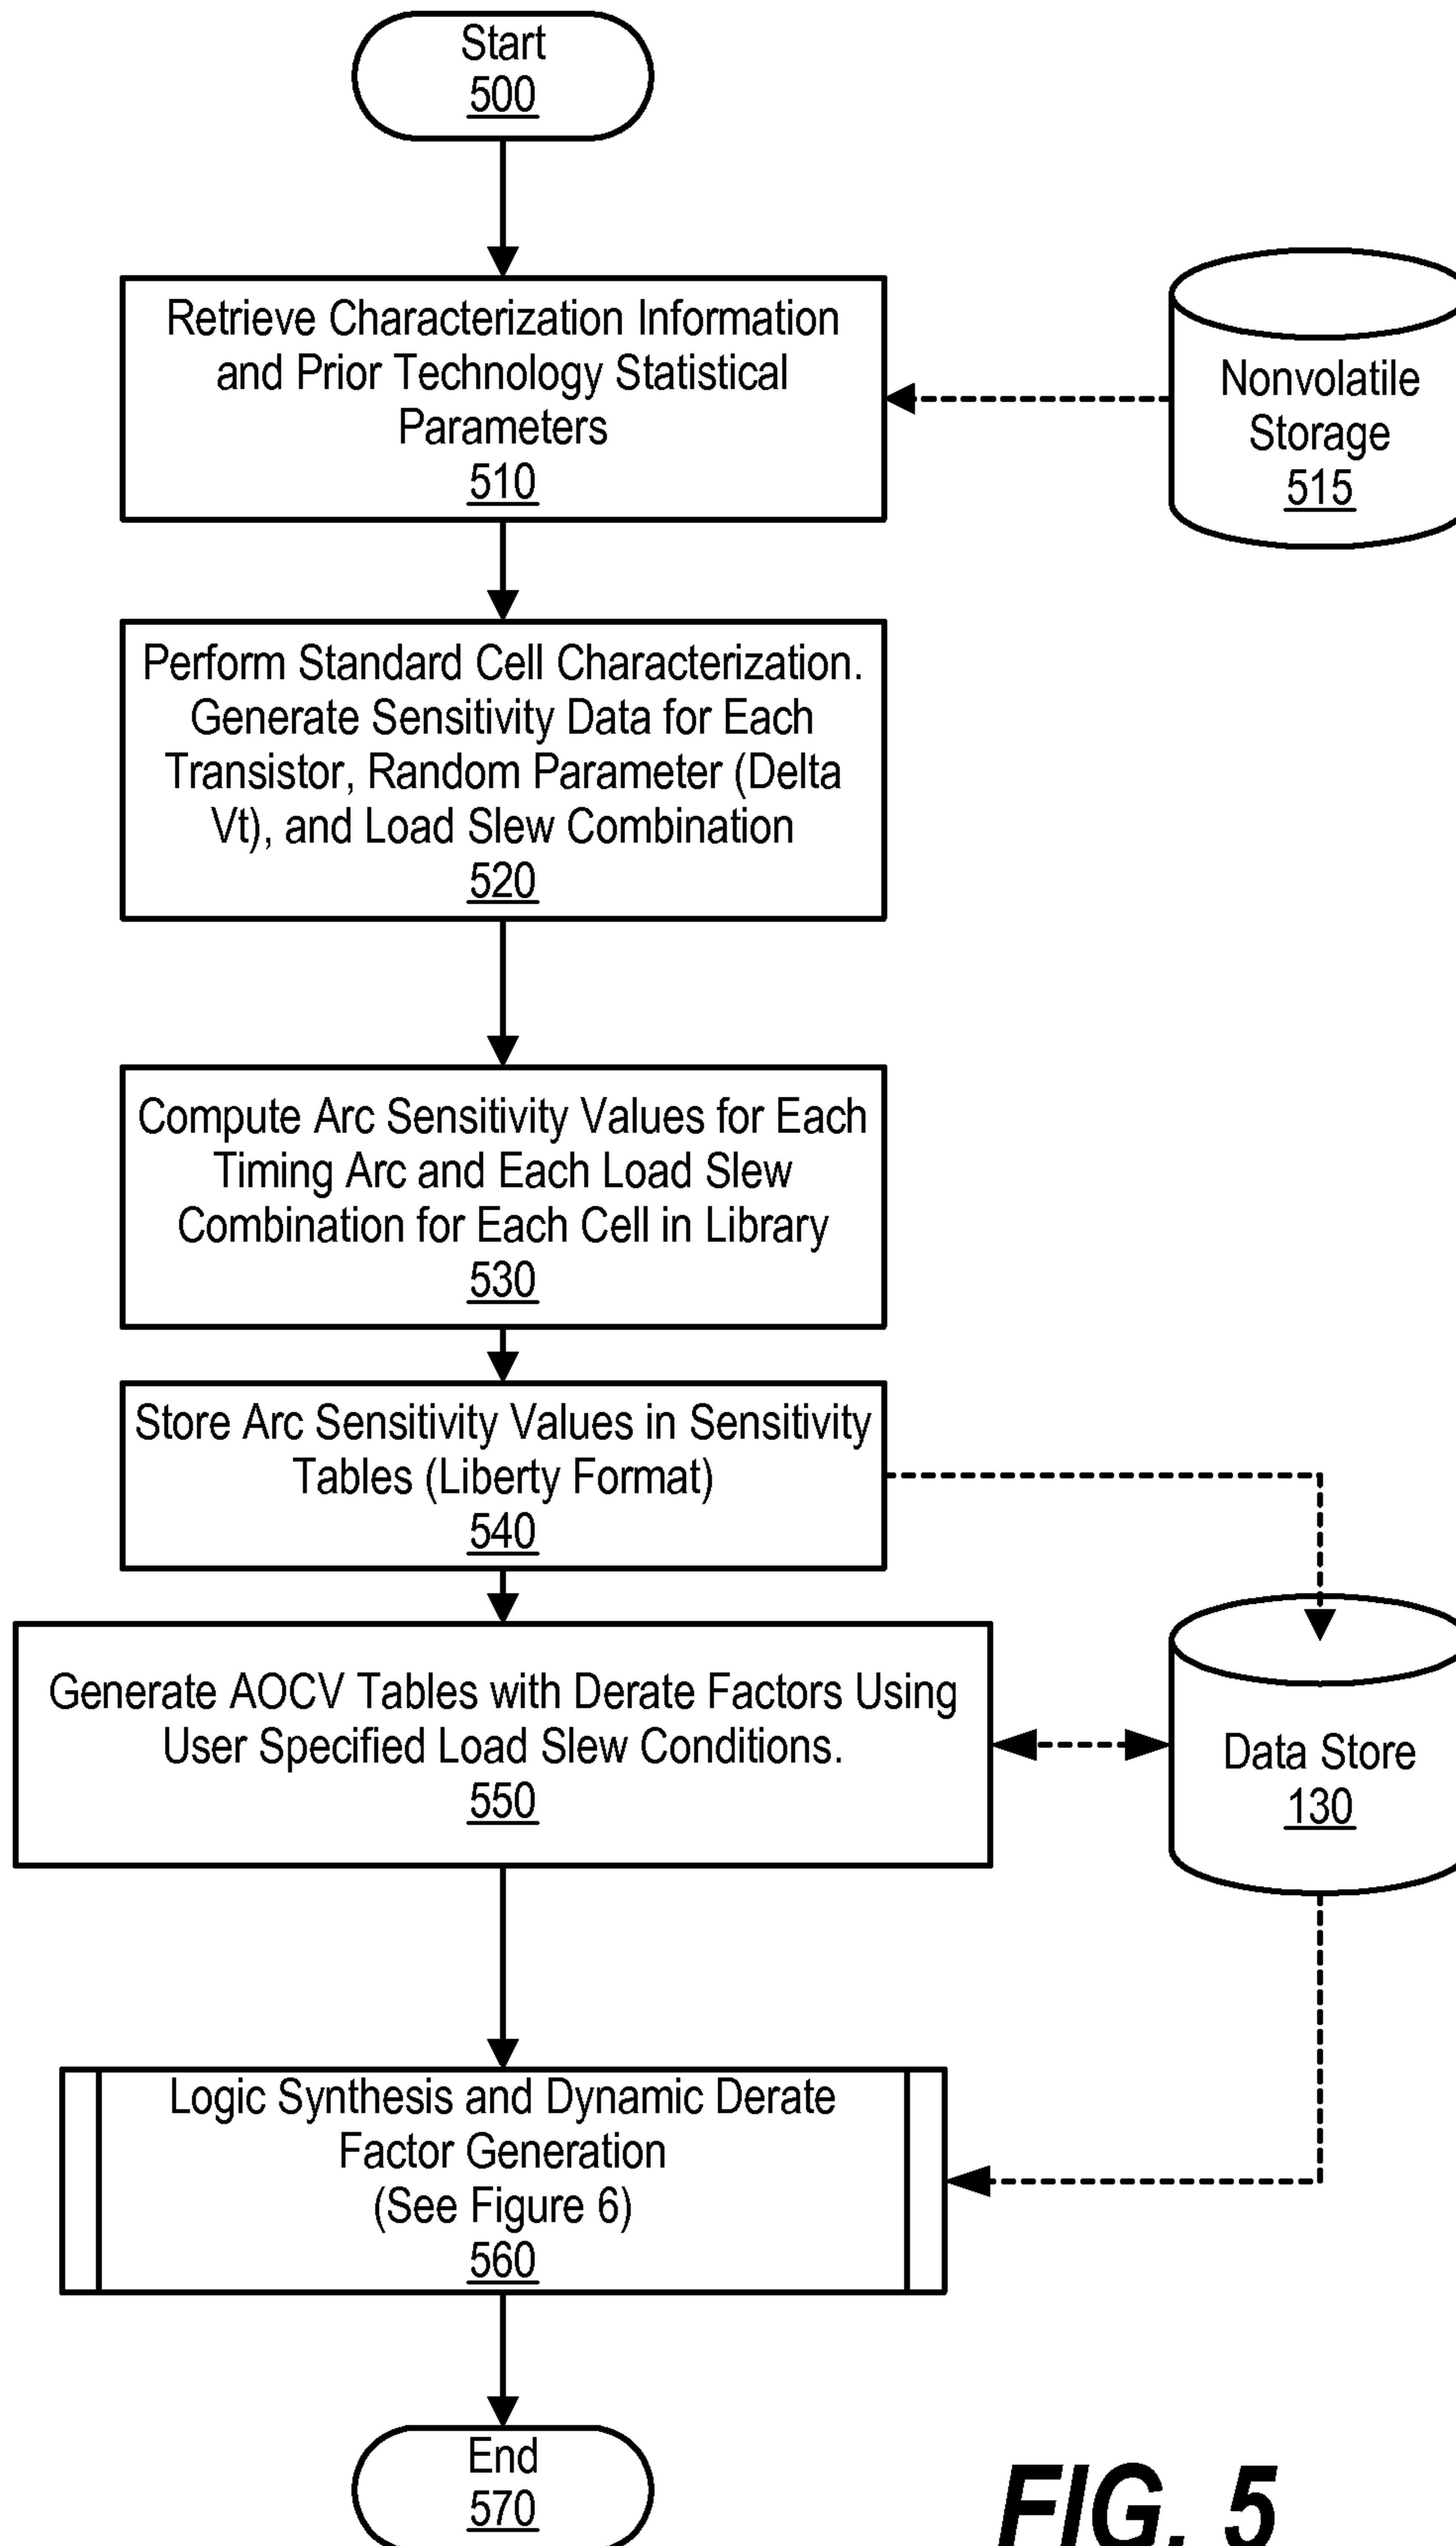 Start
500
Retrieve Characterization Information
and Prior Technology Statistical
Parameters
510
Nonvolatile
Storage
515
Perform Standard Cell Characterization.
Generate Sensitivity Data for Each
Transistor, Random Parameter (Delta
Vt), and Load Slew Combination
520
Compute Arc Sensitivity Values for Each
Timing Arc and Each Load Slew
Combination for Each Cell in Library
530
Store Arc Sensitivity Values in Sensitivity
Tables (Liberty Format)
540
Generate AOCV Tables with Derate Factors Using
User Specified Load Slew Conditions.
550
Data Store
130
Logic Synthesis and Dynamic Derate
Factor Generation
(See Figure 6)
560
End
570
FIG. 5